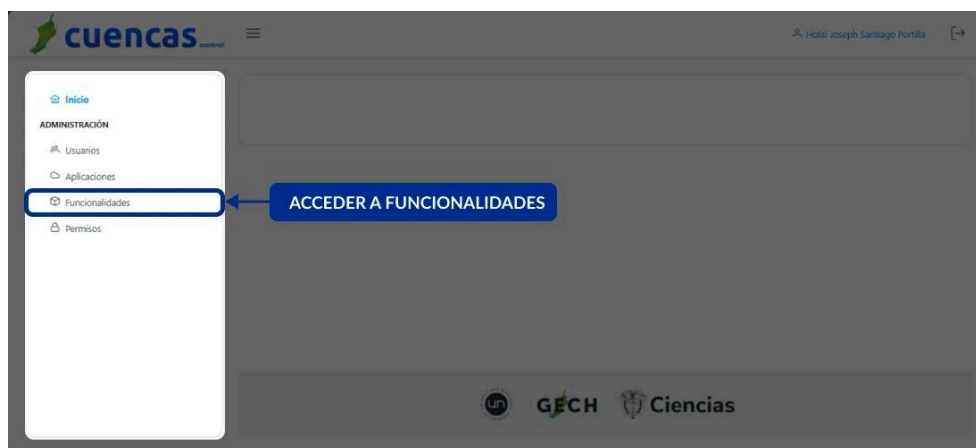 cuencas control
Hola! Joseph Santiago Portilla
Inicio
ADMINISTRACIÓN
Usuarios
Aplicaciones
Funcionalidades
ACCEDER A FUNCIONALIDADES
Permisos
un
GECH
Ciencias